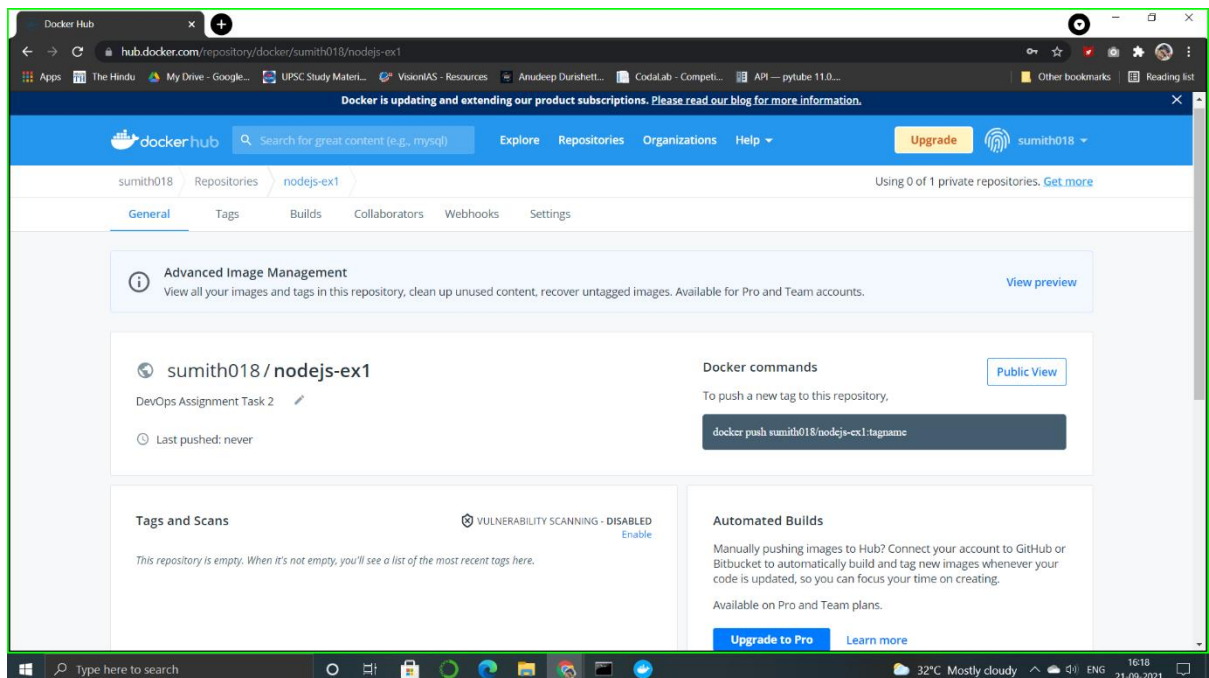 Docker Hub
hub.docker.com/repository/docker/sumith018/nodejs-ex1
Apps The Hindu My Drive - Google... UPSC Study Materi... VisionIAS - Resources Anudeep Durishett... CodaLab - Competi... API — pytube 11.0.... Other bookmarks Reading list
Docker is updating and extending our product subscriptions. Please read our blog for more information.
dockerhub Search for great content (e.g., mysql) Explore Repositories Organizations Help Upgrade sumith018
sumith018 Repositories nodejs-ex1 Using 0 of 1 private repositories. Get more
General Tags Builds Collaborators Webhooks Settings
Advanced Image Management
View all your images and tags in this repository, clean up unused content, recover untagged images. Available for Pro and Team accounts.
View preview
sumith018 / nodejs-ex1
DevOps Assignment Task 2
Last pushed: never
Docker commands
Public View
To push a new tag to this repository,
docker push sumith018/nodejs-ex1:tagname
Tags and Scans
VULNERABILITY SCANNING - DISABLED
Enable
This repository is empty. When it's not empty, you'll see a list of the most recent tags here.
Automated Builds
Manually pushing images to Hub? Connect your account to GitHub or
Bitbucket to automatically build and tag new images whenever your
code is updated, so you can focus your time on creating.
Available on Pro and Team plans.
Upgrade to Pro Learn more
Type here to search
32°C Mostly cloudy ENG
16:18
21-09-2021